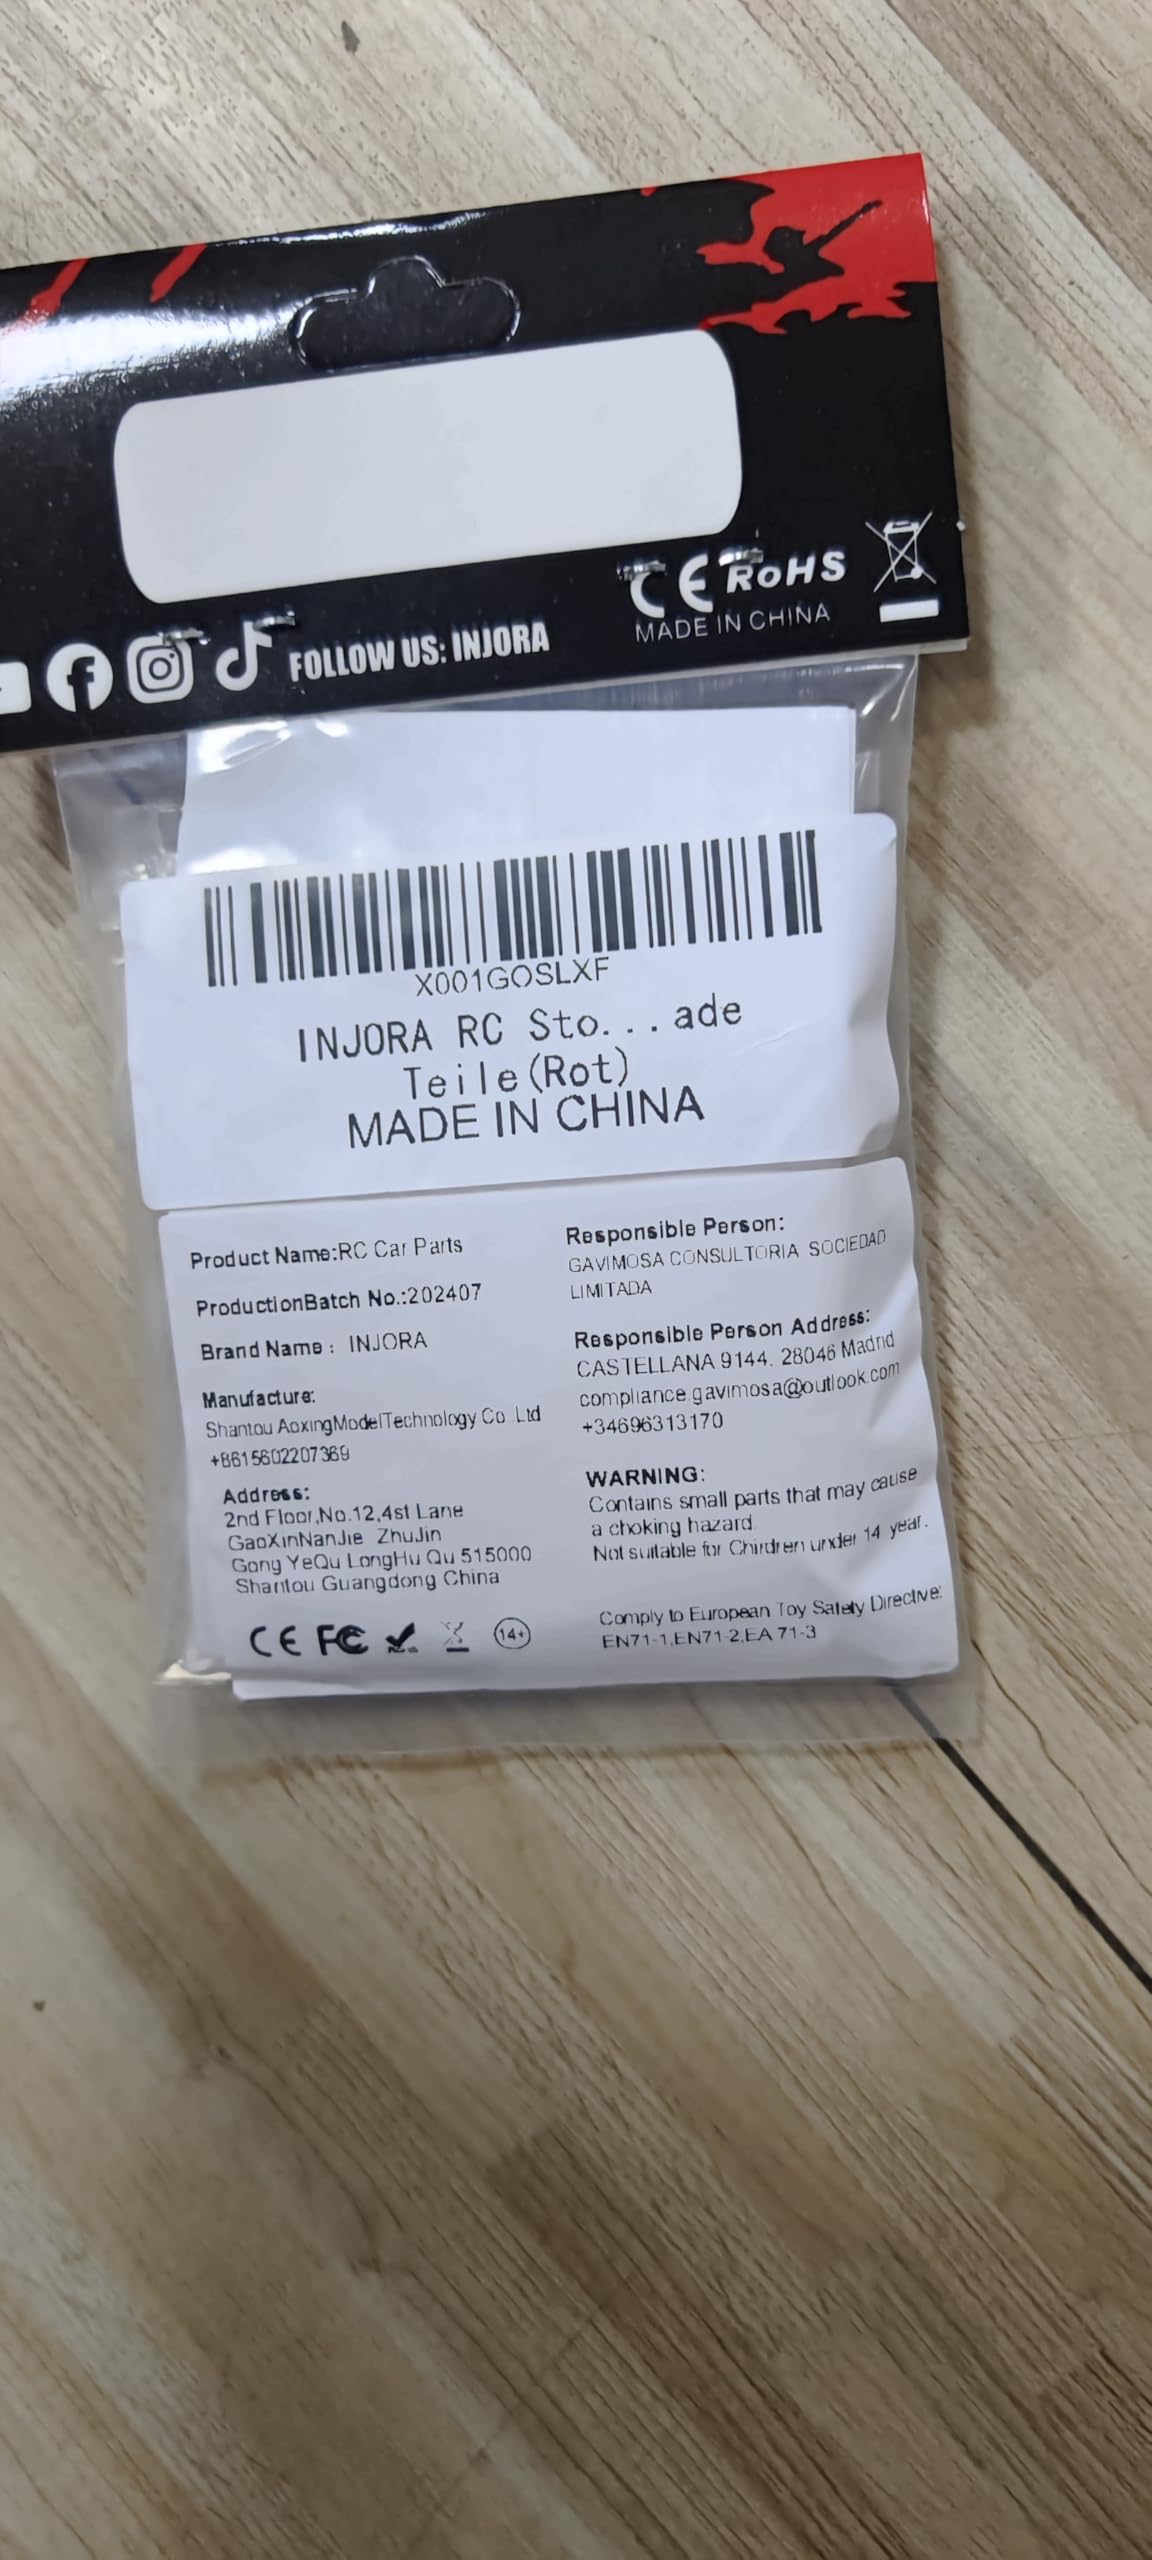 CE RoHS
MADE IN CHINA
FOLLOW US: INJORA
X001GOSLXF
INJORA RC Sto...ade
Teile(Rot)
MADE IN CHINA
Product Name:RC Car Parts
ProductionBatch No.:202407
Brand Name : INJORA
Manufacture:
Shantou AoxingModelTechnology Co.Ltd
+8615602207369
Address:
2nd Floor,No.12,4st Lane
GaoXinNanJie ZhuJin
Gong YeQu LongHu Qu 515000
Shantou Guangdong China
CE FC
14+
Responsible Person:
GAVIMOSA CONSULTORIA SOCIEDAD
LIMITADA
Responsible Person Address:
CASTELLANA 9144. 28046 Madrid
compliance.gavimosa@outlook.com
+34696313170
WARNING:
Contains small parts that may cause
a choking hazard.
Not suitable for Chirdren under 14 year.
Comply to European Toy Safety Directive:
EN71-1,EN71-2,EA 71-3